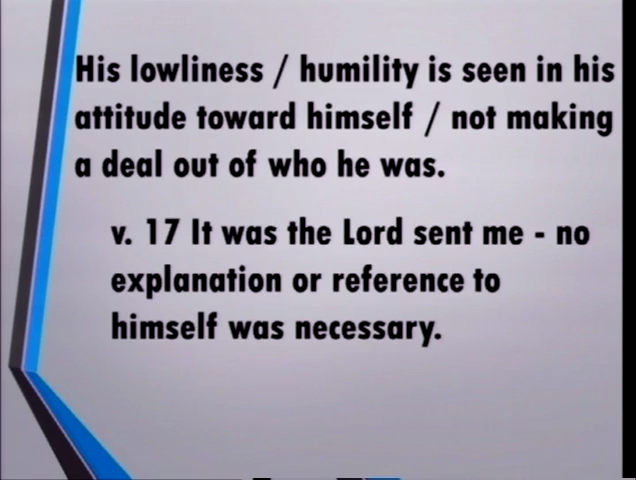 His lowliness / humility is seen in his
attitude toward himself / not making
a deal out of who he was.
v. 17 It was the Lord sent me - no
explanation or reference to
himself was necessary.